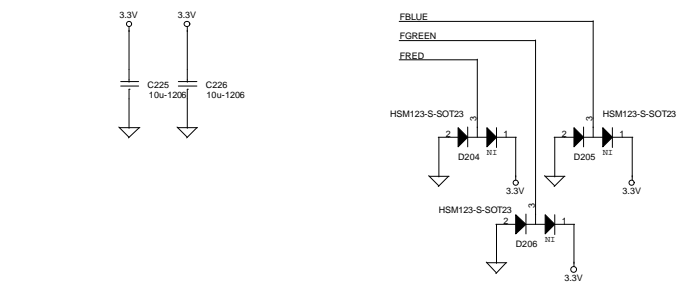 3.3V
3.3V
C225
10u-1206
C226
10u-1206
FBLUE
FGREEN
FRED
HSM123-S-SOT23
3
2
1
D204
NI
3.3V
HSM123-S-SOT23
3
2
1
D205
NI
3.3V
HSM123-S-SOT23
3
2
1
D206
NI
3.3V